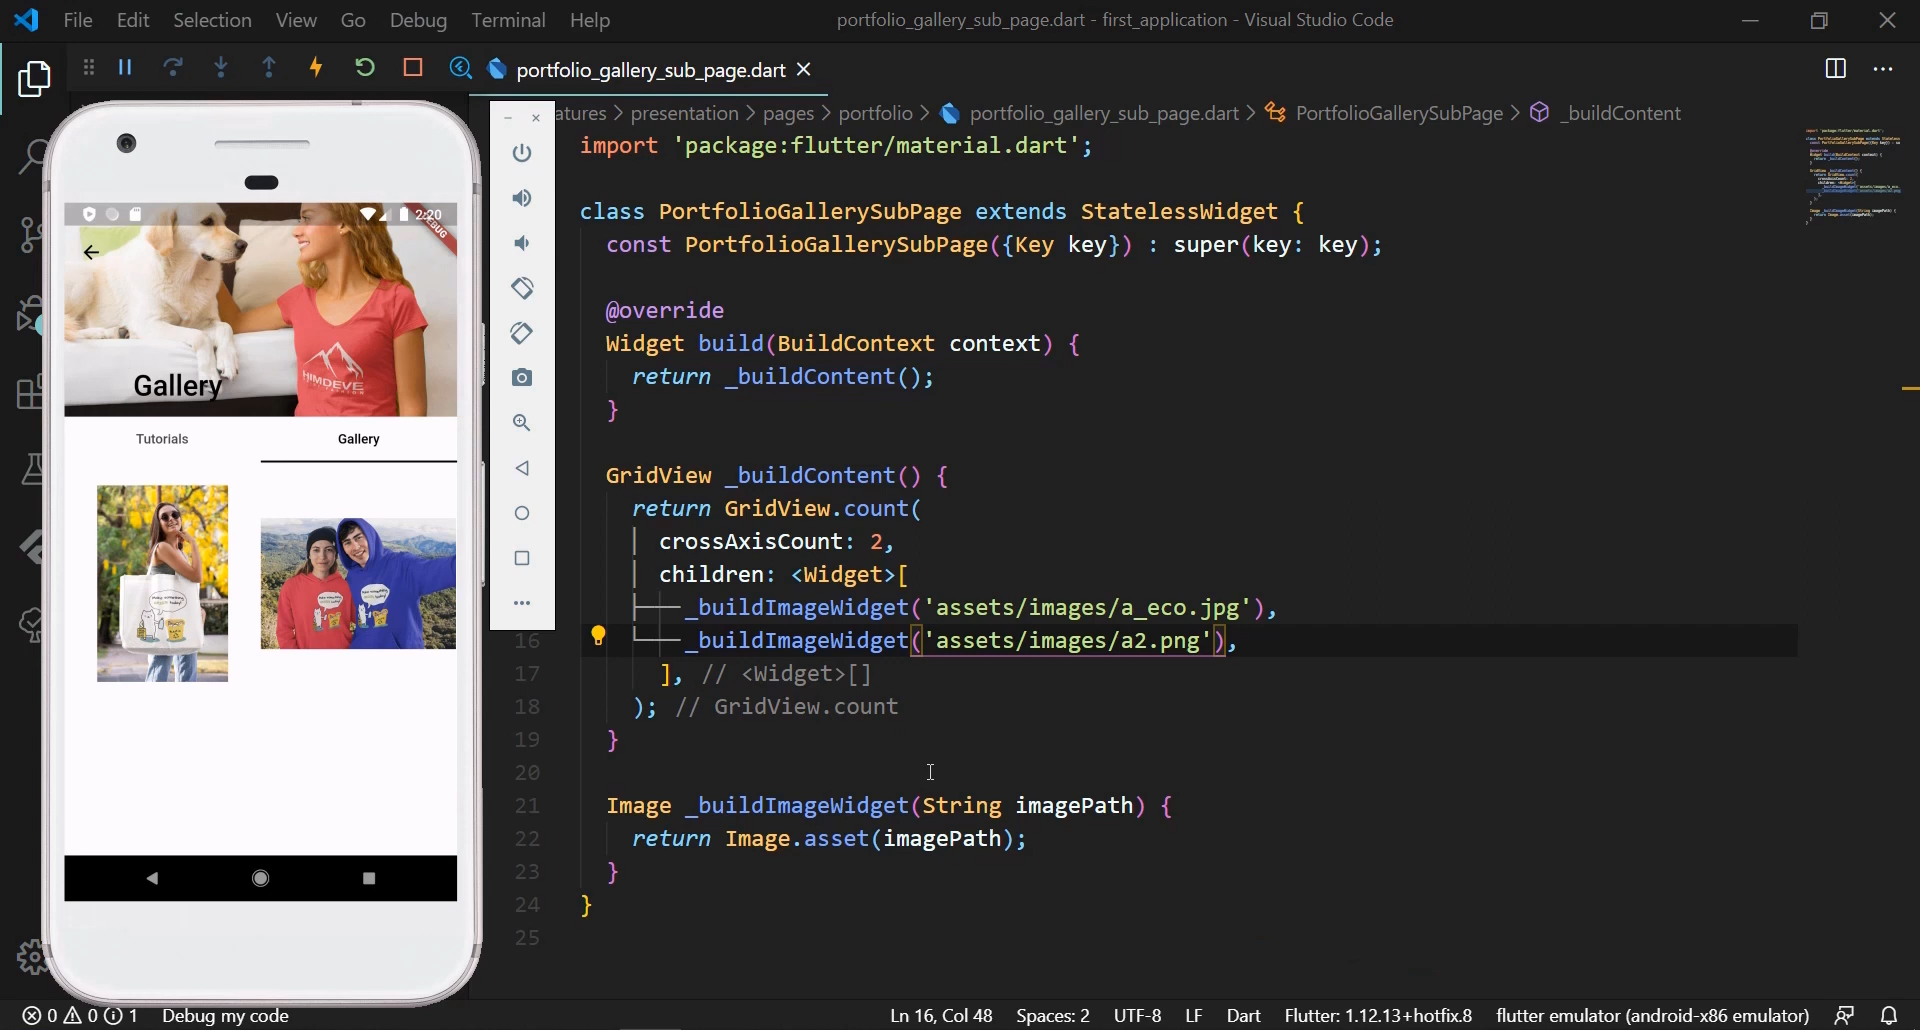 File Edit Selection View Go Debug Terminal Help
portfolio_gallery_sub_page.dart - first_application - Visual Studio Code
portfolio_gallery_sub_page.dart
atures > presentation > pages > portfolio > portfolio_gallery_sub_page.dart > PortfolioGallerySubPage > _buildContent
import 'package:flutter/material.dart';
class PortfolioGallerySubPage extends StatelessWidget {
const PortfolioGallerySubPage({Key key}) : super(key: key);
@override
Widget build(BuildContext context) {
return _buildContent();
}
GridView _buildContent() {
return GridView.count(
crossAxisCount: 2,
children: <Widget>[
_buildImageWidget('assets/images/a_eco.jpg'),
16 _buildImageWidget('assets/images/a2.png'),
17 ], // <Widget>[]
18 ); // GridView.count
19 }
20
21 Image _buildImageWidget(String imagePath) {
22 return Image.asset(imagePath);
23 }
24 }
25
2:20
HIMDEVE
Gallery
Tutorials Gallery
0 0 1 Debug my code
Ln 16, Col 48 Spaces: 2 UTF-8 LF Dart Flutter: 1.12.13+hotfix.8 flutter emulator (android-x86 emulator)